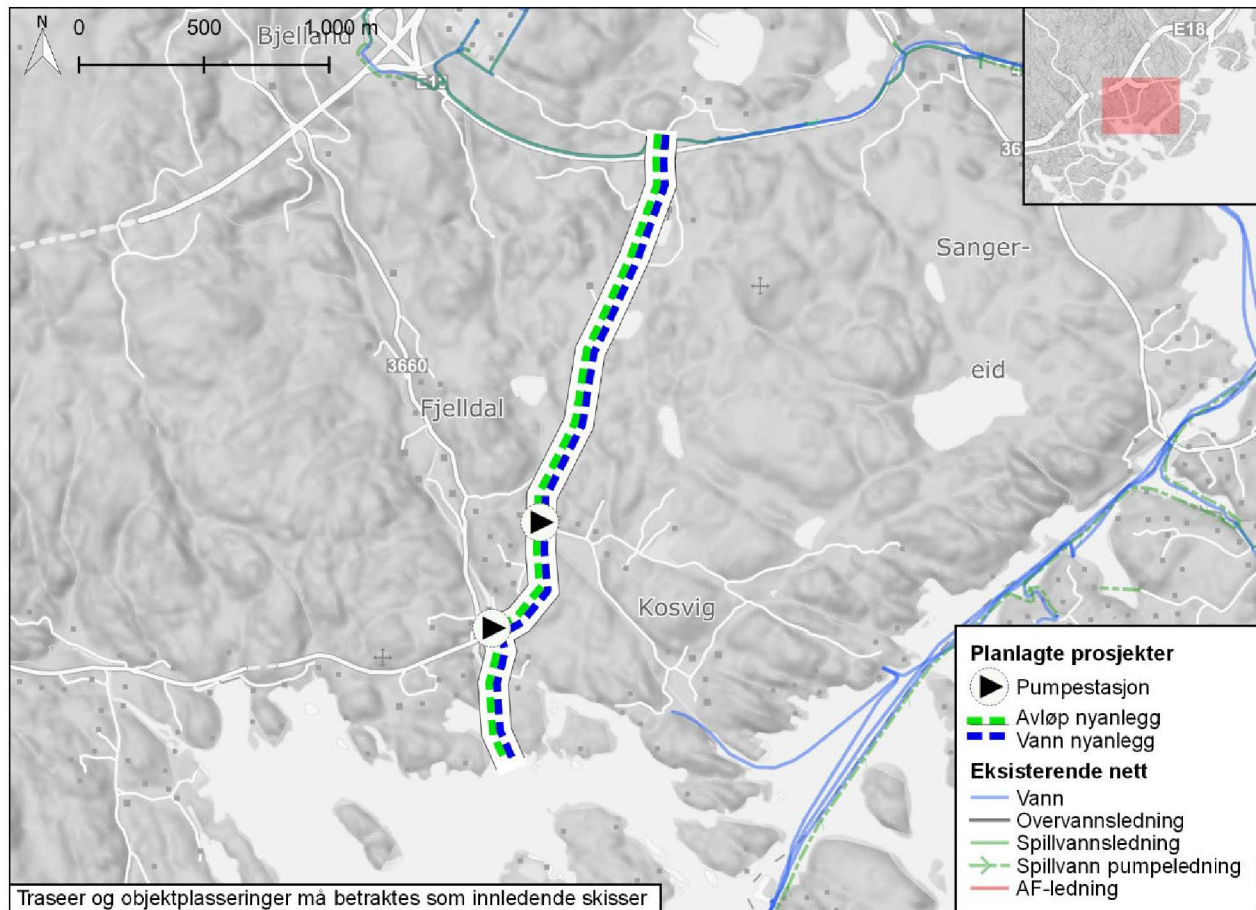 N
0 500 1,000 m
Bjelland
E18
E18
Sanger-
eid
3660
Fjelldal
Kosvig
Planlagte prosjekter
Pumpestasjon
Avløp nyanlegg
Vann nyanlegg
Eksisterende nett
Vann
Overvannsledning
Spillvannsledning
Spillvann pumpeledning
AF-ledning
Traseer og objektplasseringer må betraktes som innledende skisser